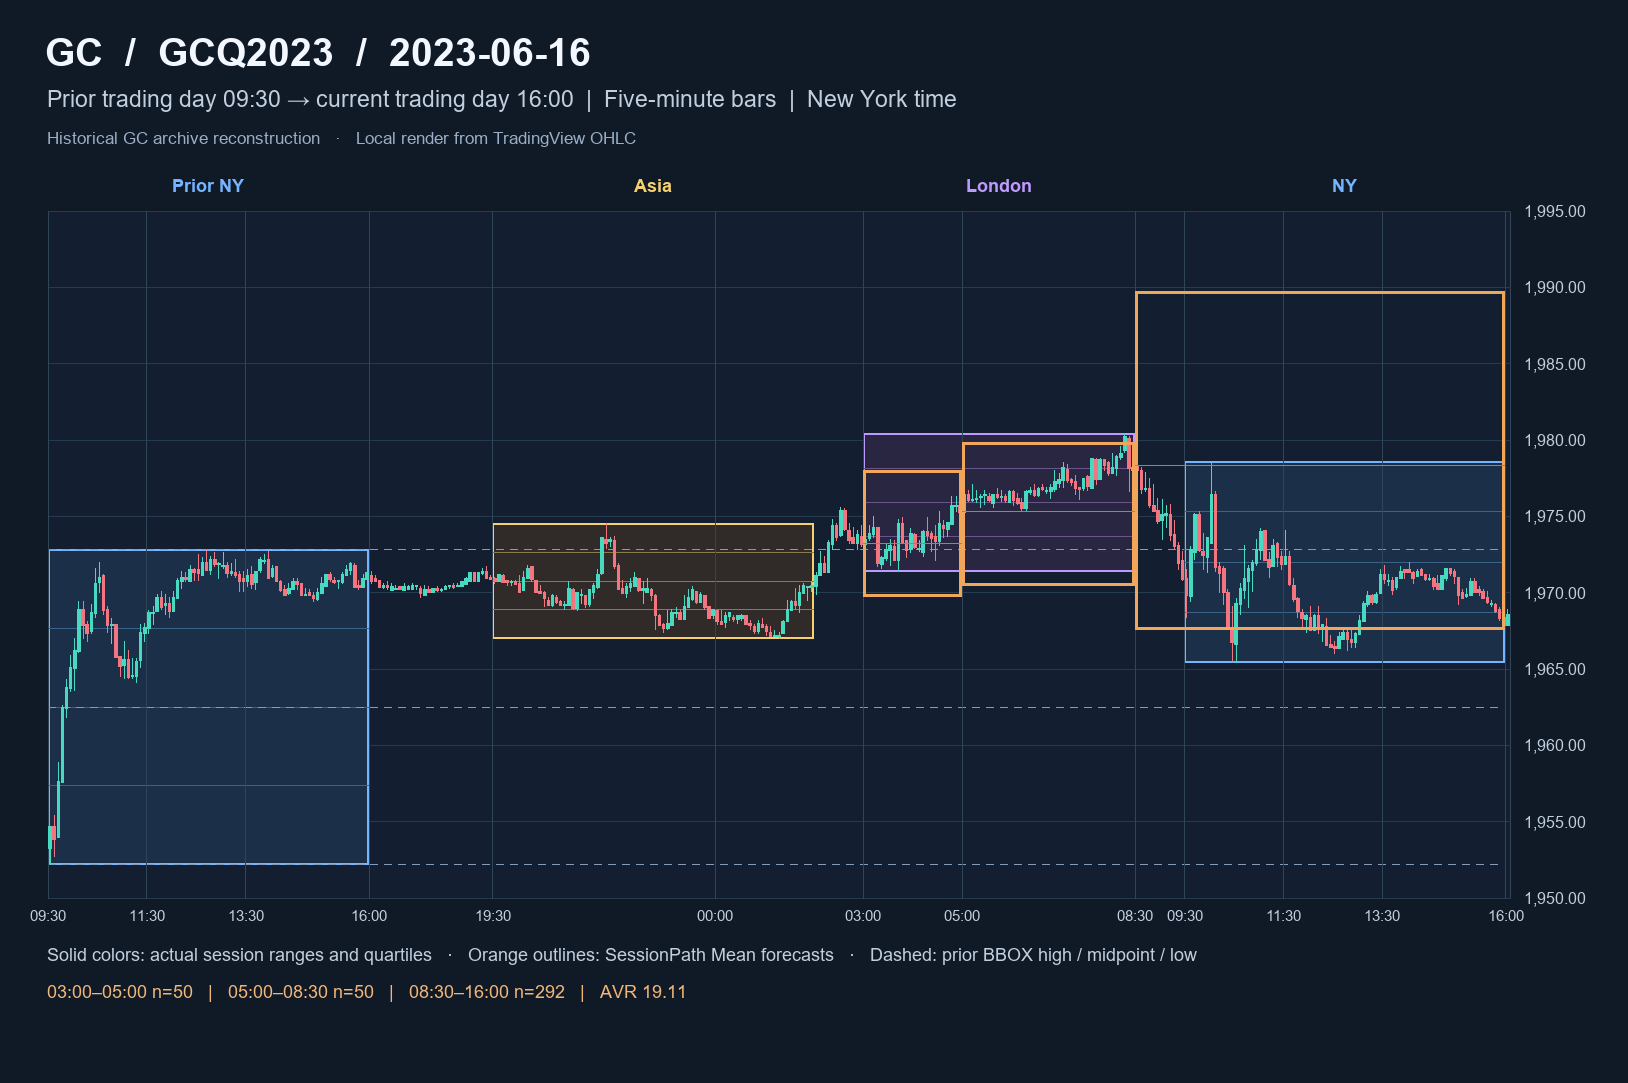 GC / GCQ2023 / 2023-06-16
Prior trading day 09:30 → current trading day 16:00 | Five-minute bars | New York time
Historical GC archive reconstruction · Local render from TradingView OHLC
Prior NY Asia London NY
1,995.00
1,990.00
1,985.00
1,980.00
1,975.00
1,970.00
1,965.00
1,960.00
1,955.00
1,950.00
09:30 11:30 13:30 16:00 19:30 00:00 03:00 05:00 08:30 09:30 11:30 13:30 16:00
Solid colors: actual session ranges and quartiles · Orange outlines: SessionPath Mean forecasts · Dashed: prior BBOX high / midpoint / low
03:00–05:00 n=50 | 05:00–08:30 n=50 | 08:30–16:00 n=292 | AVR 19.11